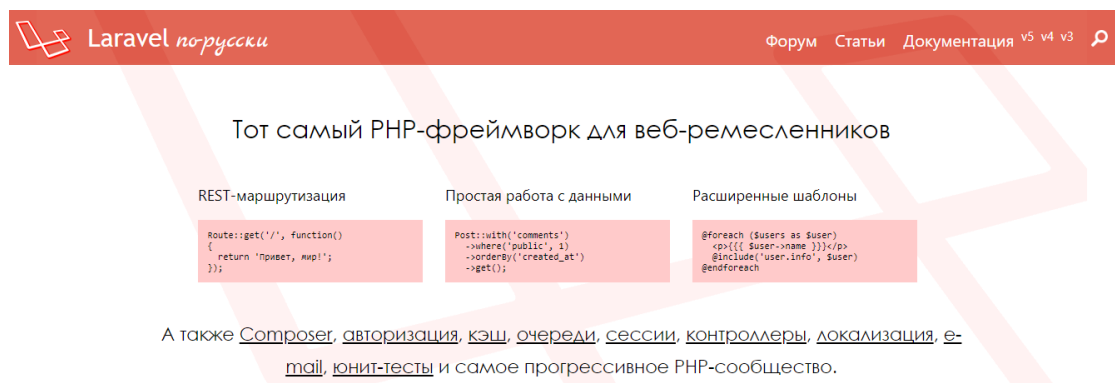 Laravel по-русски
Форум Статьи Документация v5 v4 v3
Тот самый PHP-фреймворк для веб-ремесленников
REST-маршрутизация
Route::get('/', function()
{
return 'Привет, мир!';
});
Простая работа с данными
Post::with('comments')
->where('public', 1)
->orderBy('created_at')
->get();
Расширенные шаблоны
@foreach ($users as $user)
<p>{{{ $user->name }}}</p>
@include('user.info', $user)
@endforeach
А также Composer, авторизация, кэш, очереди, сессии, контроллеры, локализация, e-
mail, юнит-тесты и самое прогрессивное PHP-сообщество.